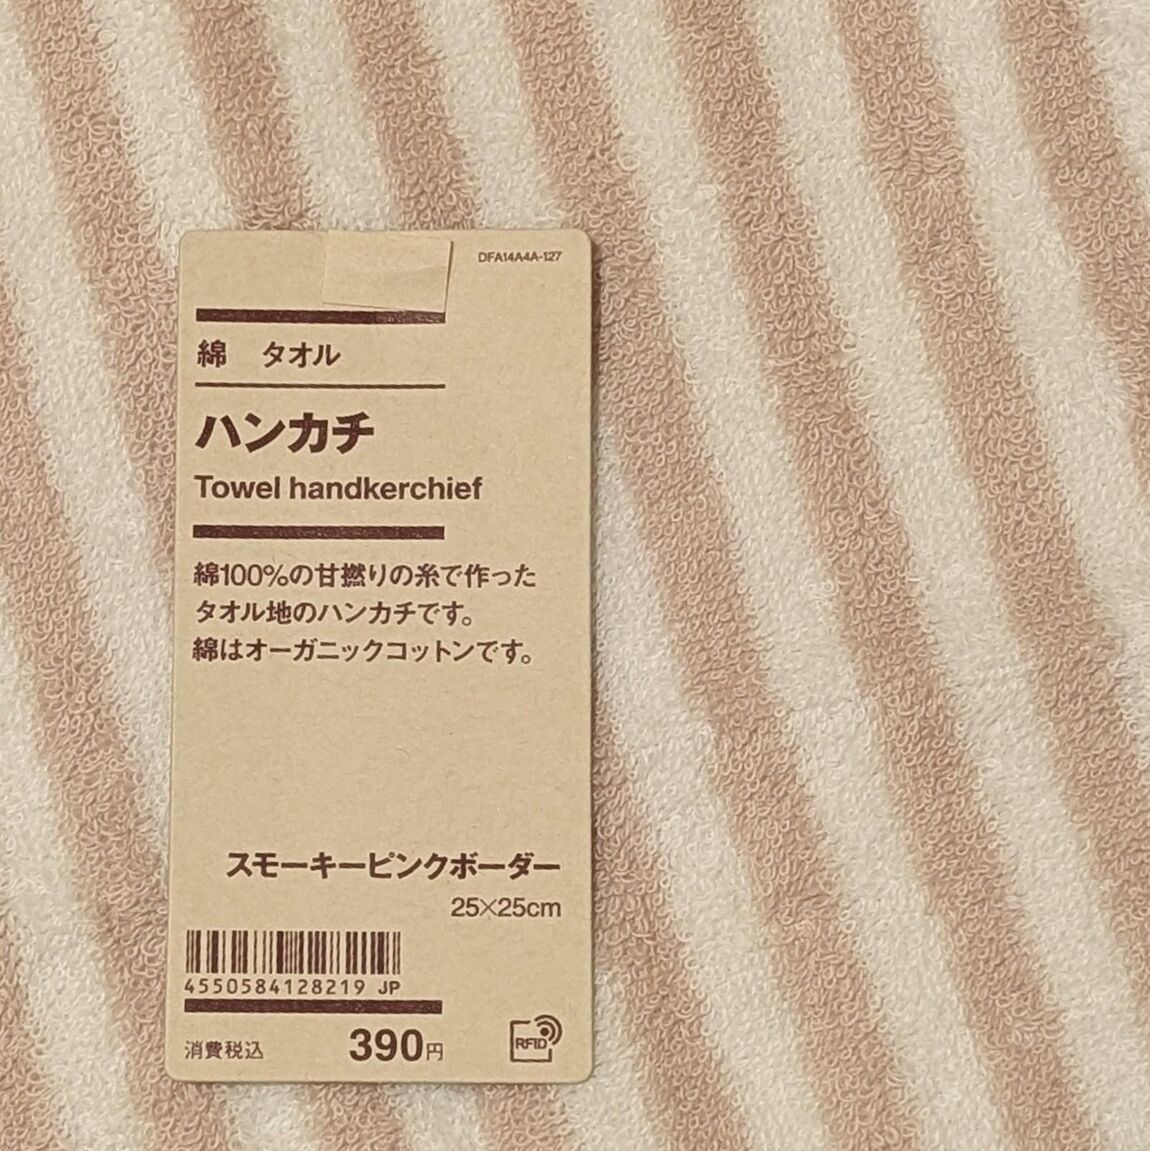 DFA14A4A-127
綿　タオル
ハンカチ
Towel handkerchief
綿100%の甘撚りの糸で作った
タオル地のハンカチです。
綿はオーガニックコットンです。
スモーキーピンクボーダー
25×25cm
4550584128219 JP
消費税込 390円
RFID